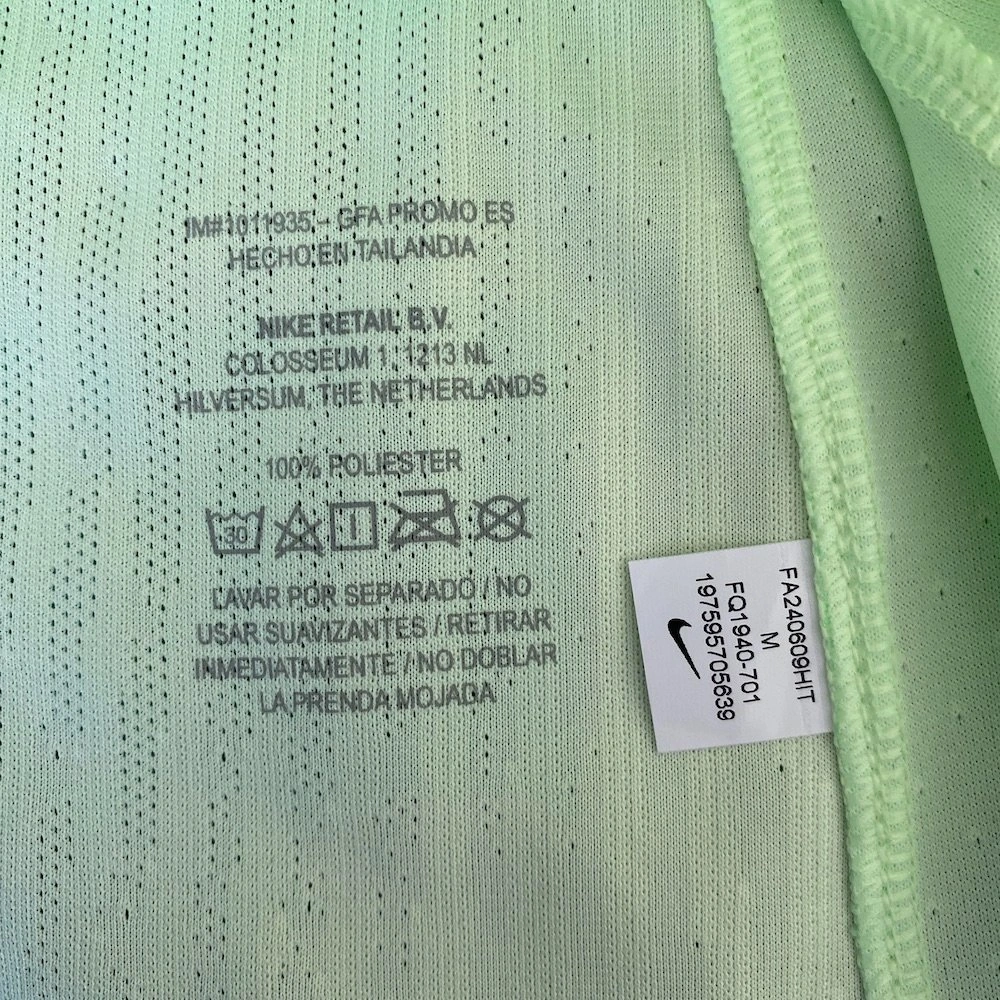 IM#1011935 - GFA PROMO ES
HECHO EN TAILANDIA
NIKE RETAIL B.V.
COLOSSEUM 1, 1213 NL
HILVERSUM, THE NETHERLANDS
100% POLIESTER
30
LAVAR POR SEPARADO / NO
USAR SUAVIZANTES / RETIRAR
INMEDIATAMENTE / NO DOBLAR
LA PRENDA MOJADA
FA240609HIT
M
FQ1940-701
197595705639